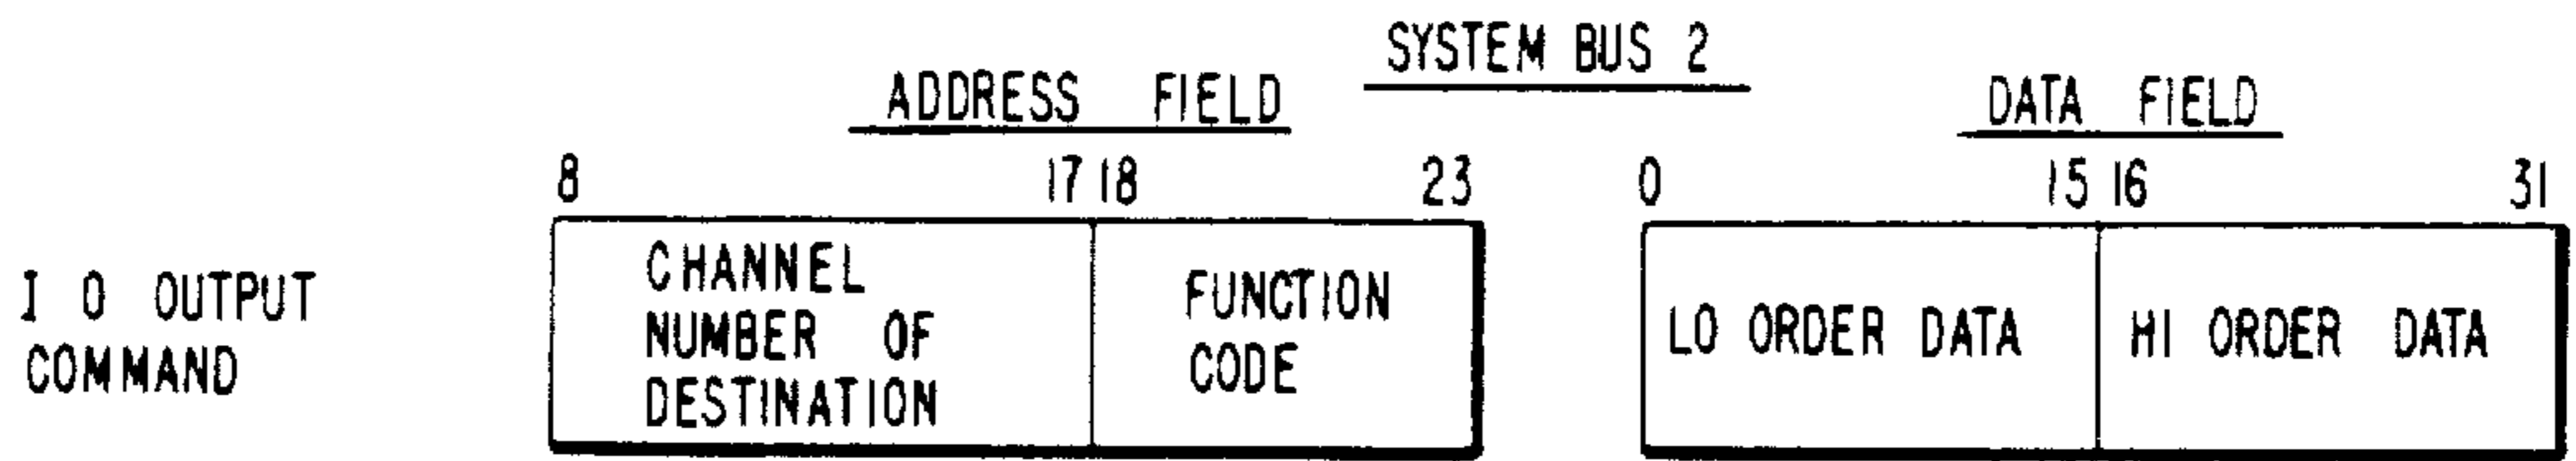 SYSTEM BUS 2
ADDRESS FIELD
DATA FIELD
8 17 18 23 0 15 16 31
I O OUTPUT
COMMAND
CHANNEL
NUMBER OF
DESTINATION
FUNCTION
CODE
LO ORDER DATA
HI ORDER DATA